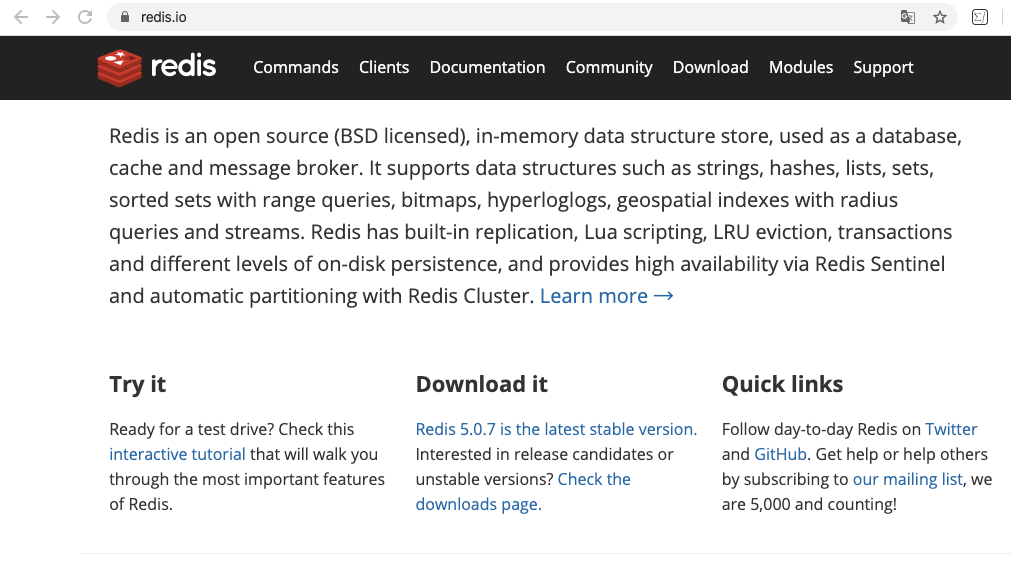 redis.io
redis
Commands Clients Documentation Community Download Modules Support
Redis is an open source (BSD licensed), in-memory data structure store, used as a database,
cache and message broker. It supports data structures such as strings, hashes, lists, sets,
sorted sets with range queries, bitmaps, hyperloglogs, geospatial indexes with radius
queries and streams. Redis has built-in replication, Lua scripting, LRU eviction, transactions
and different levels of on-disk persistence, and provides high availability via Redis Sentinel
and automatic partitioning with Redis Cluster. Learn more →
Try it
Ready for a test drive? Check this
interactive tutorial that will walk you
through the most important features
of Redis.
Download it
Redis 5.0.7 is the latest stable version.
Interested in release candidates or
unstable versions? Check the
downloads page.
Quick links
Follow day-to-day Redis on Twitter
and GitHub. Get help or help others
by subscribing to our mailing list, we
are 5,000 and counting!